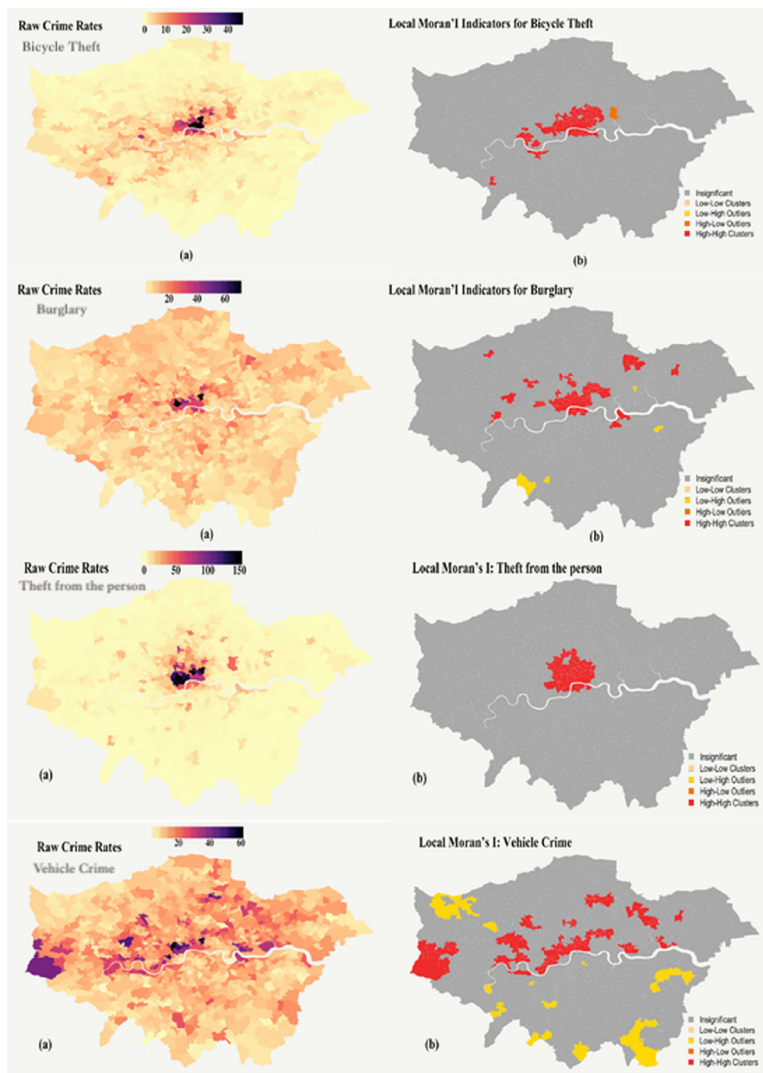 Raw Crime Rates
0 10 20 30 40
Bicycle Theft
(a)
Local Moran'I Indicators for Bicycle Theft
Insignificant
Low-Low Clusters
Low-High Outliers
High-Low Outliers
High-High Clusters
(b)
Raw Crime Rates
20 40 60
Burglary
(a)
Local Moran'I Indicators for Burglary
Insignificant
Low-Low Clusters
Low-High Outliers
High-Low Outliers
High-High Clusters
(b)
Raw Crime Rates
0 50 100 150
Theft from the person
(a)
Local Moran's I: Theft from the person
Insignificant
Low-Low Clusters
Low-High Outliers
High-Low Outliers
High-High Clusters
(b)
Raw Crime Rates
20 40 60
Vehicle Crime
(a)
Local Moran's I: Vehicle Crime
Insignificant
Low-Low Clusters
Low-High Outliers
High-Low Outliers
High-High Clusters
(b)